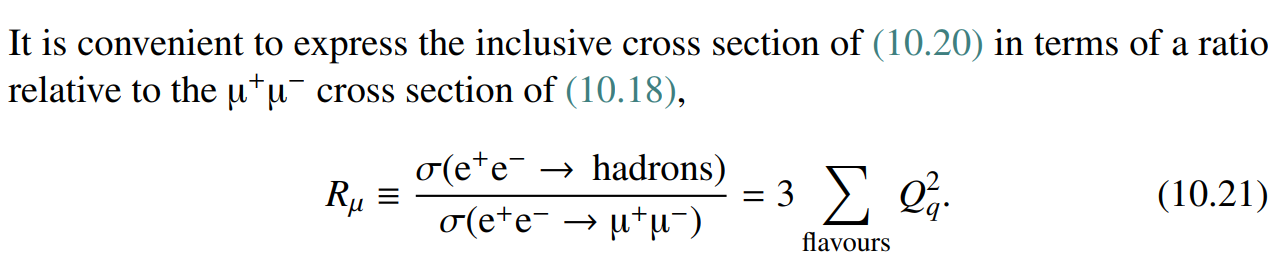 It is convenient to express the inclusive cross section of (10.20) in terms of a ratio
relative to the μ⁺μ⁻ cross section of (10.18),
R_μ ≡ σ(e⁺e⁻ → hadrons) / σ(e⁺e⁻ → μ⁺μ⁻) = 3 ∑_flavours Q_q². (10.21)